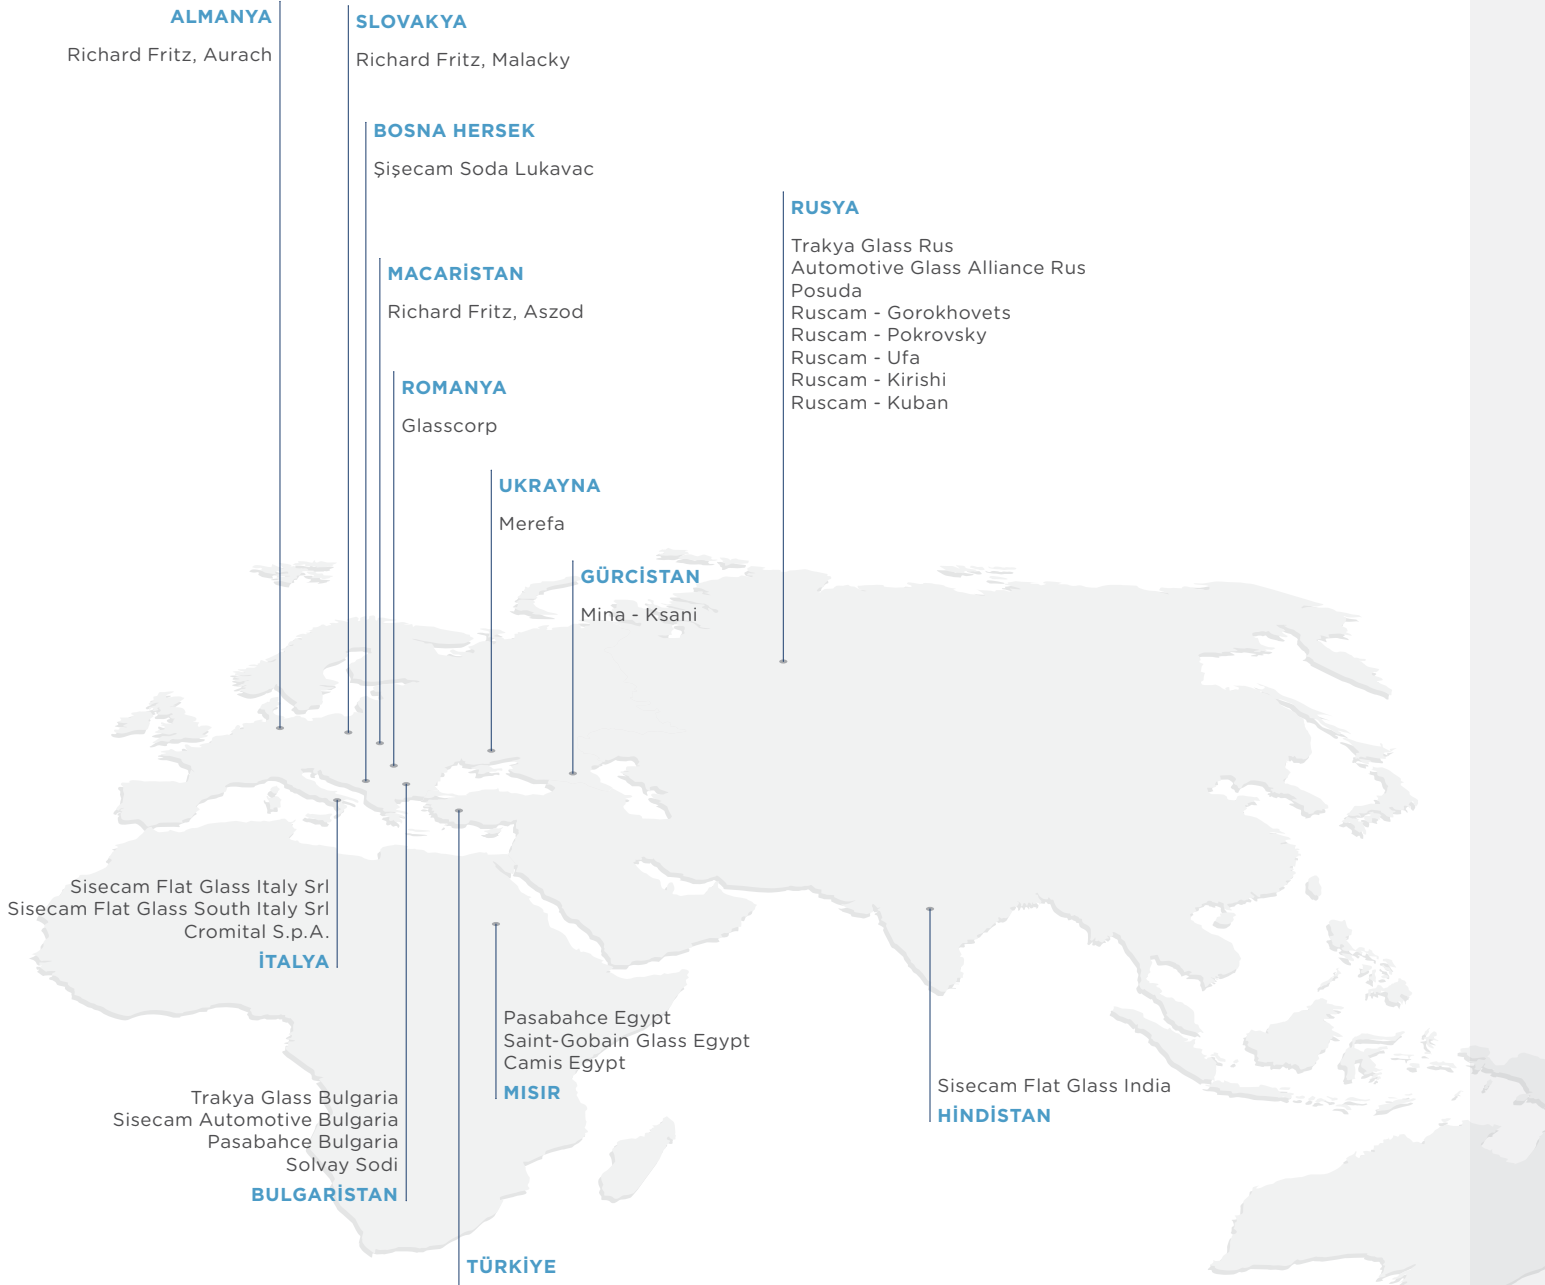 ALMANYA
Richard Fritz, Aurach
SLOVAKYA
Richard Fritz, Malacky
BOSNA HERSEK
Şişecam Soda Lukavac
RUSYA
Trakya Glass Rus
Automotive Glass Alliance Rus
Posuda
Ruscam - Gorokhovets
Ruscam - Pokrovsky
Ruscam - Ufa
Ruscam - Kirishi
Ruscam - Kuban
MACARİSTAN
Richard Fritz, Aszod
ROMANYA
Glasscorp
UKRAYNA
Merefa
GÜRCİSTAN
Mina - Ksani
Sisecam Flat Glass Italy Srl
Sisecam Flat Glass South Italy Srl
Cromital S.p.A.
İTALYA
Pasabahce Egypt
Saint-Gobain Glass Egypt
Camis Egypt
MISIR
Sisecam Flat Glass India
HİNDİSTAN
Trakya Glass Bulgaria
Sisecam Automotive Bulgaria
Pasabahce Bulgaria
Solvay Sodi
BULGARİSTAN
TÜRKİYE